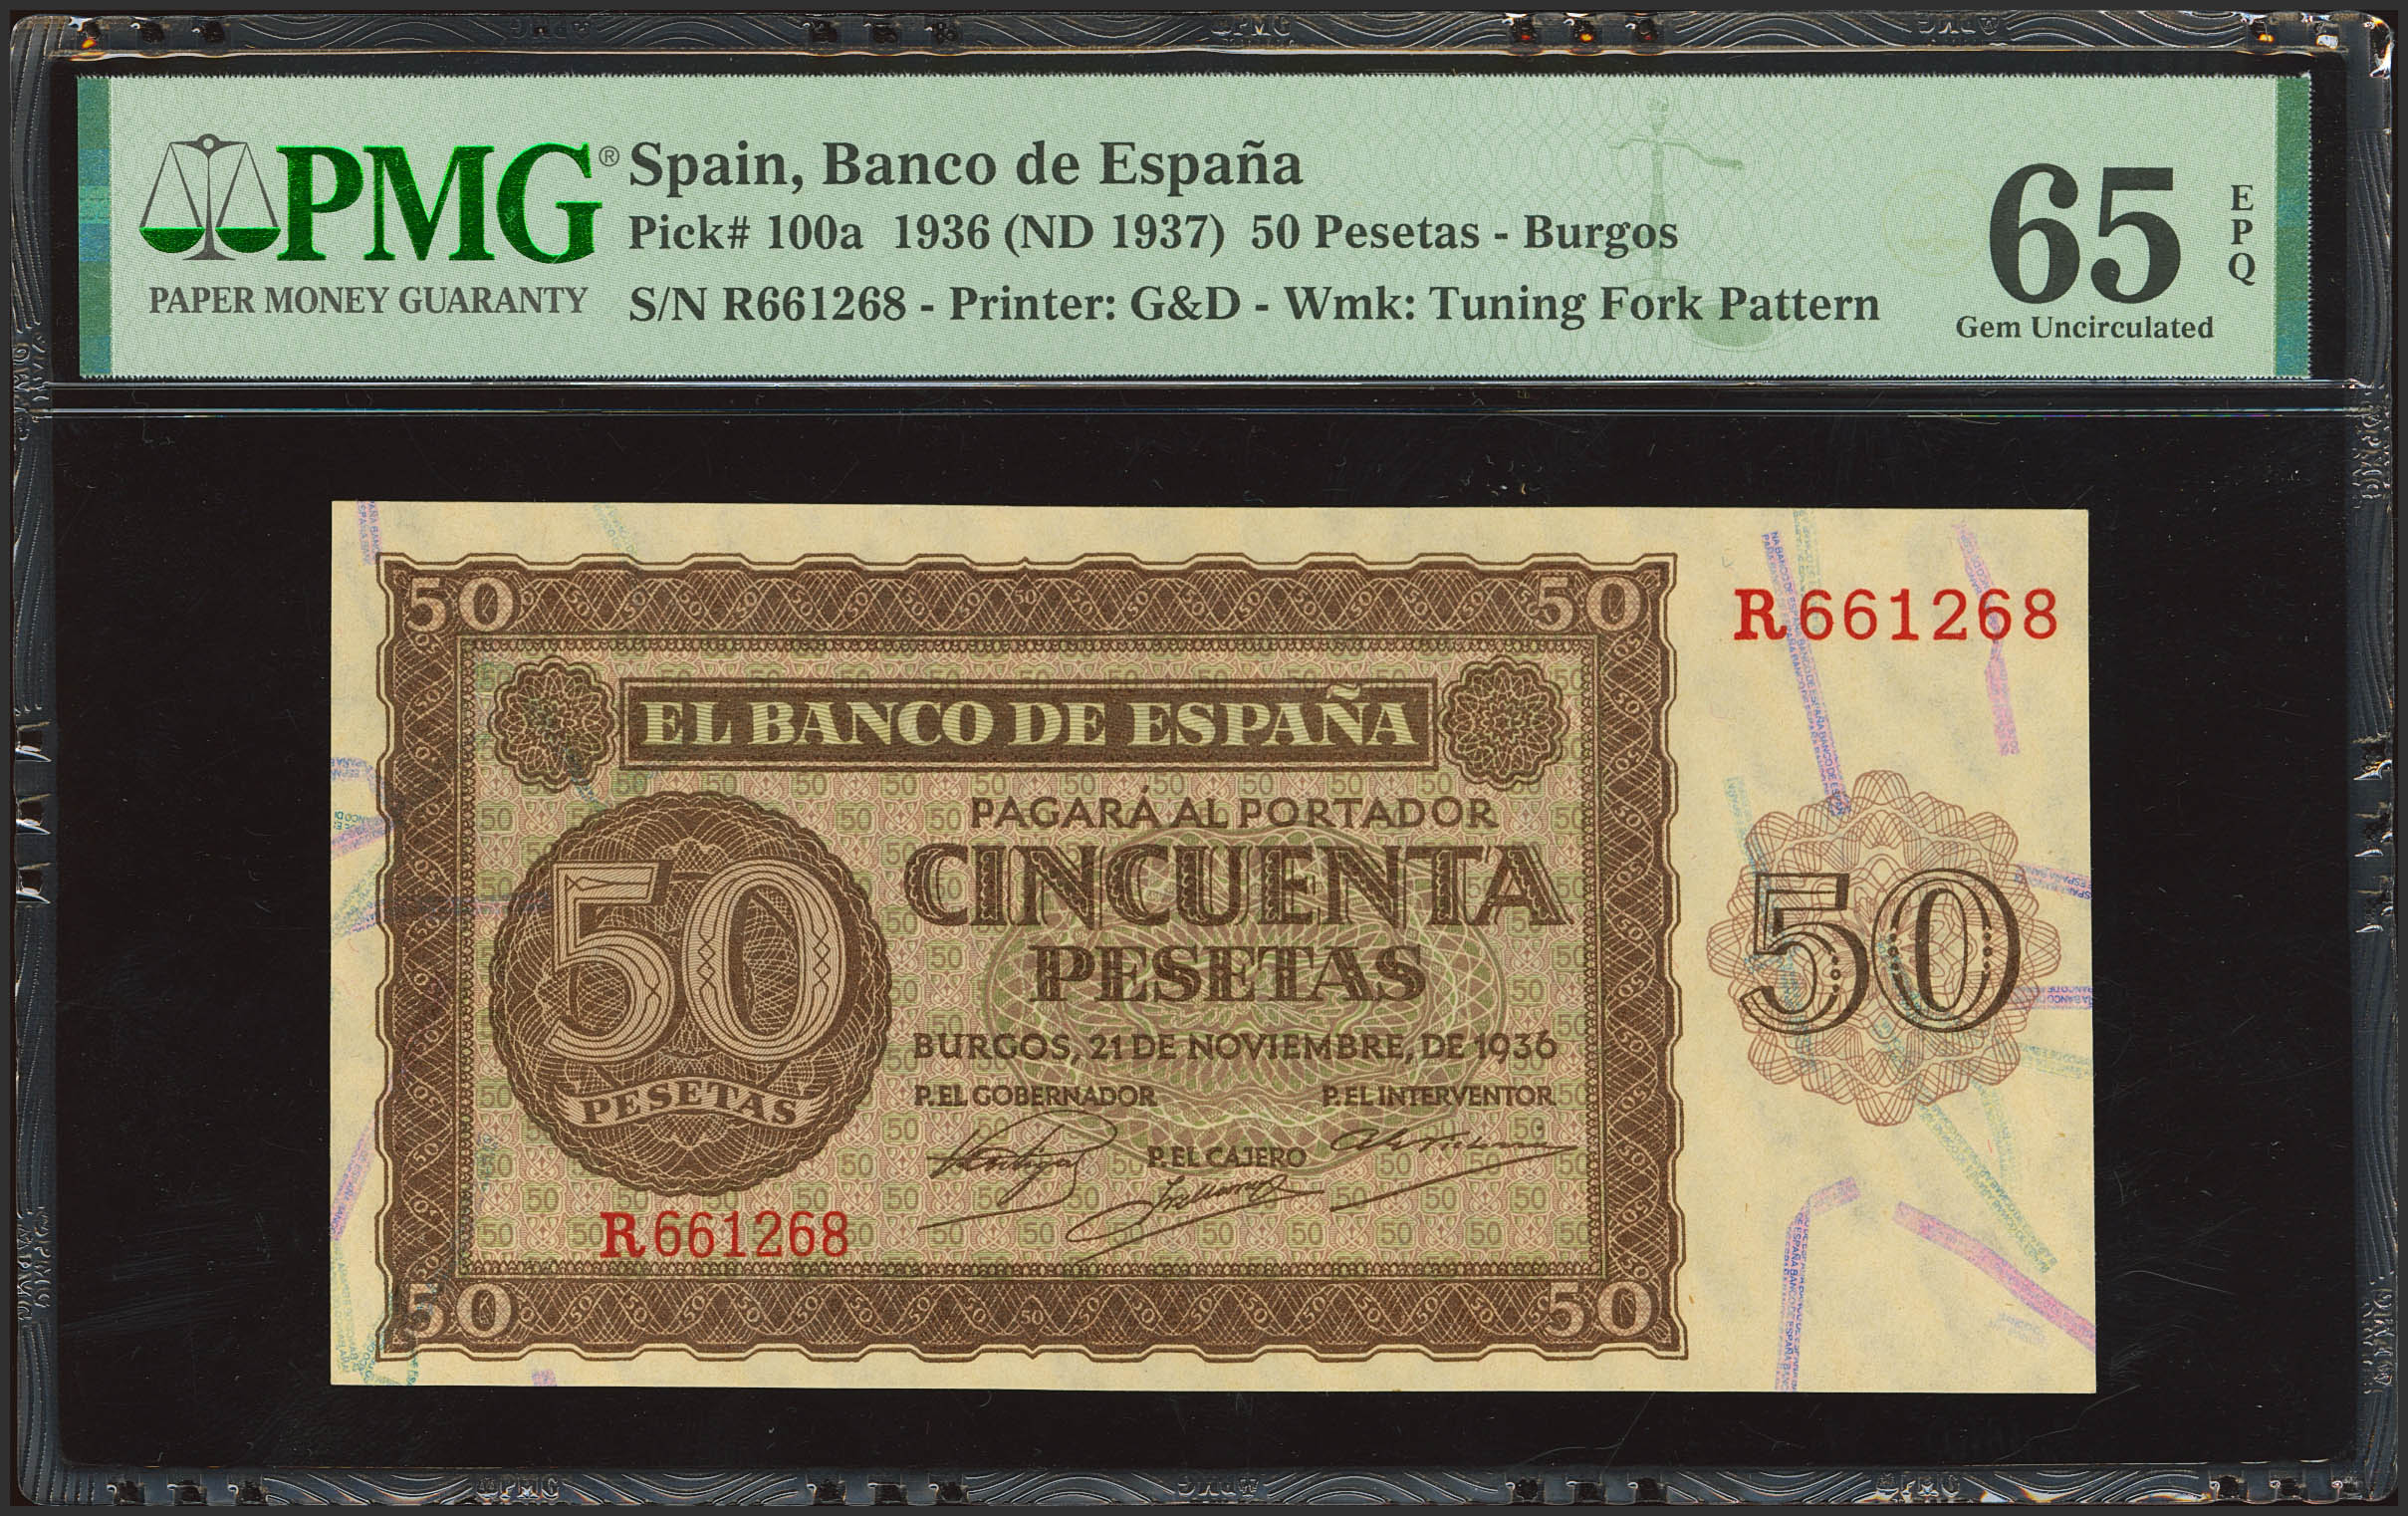 PMG®
PAPER MONEY GUARANTY
Spain, Banco de España
Pick# 100a 1936 (ND 1937) 50 Pesetas - Burgos
S/N R661268 - Printer: G&D - Wmk: Tuning Fork Pattern
65
EPQ
Gem Uncirculated
50
50
R661268
EL BANCO DE ESPAÑA
PAGARÁ AL PORTADOR
CINCUENTA
PESETAS
50
PESETAS
50
BURGOS, 21 DE NOVIEMBRE, DE 1936
P. EL GOBERNADOR
P. EL INTERVENTOR
P. EL CAJERO
R661268
50
50